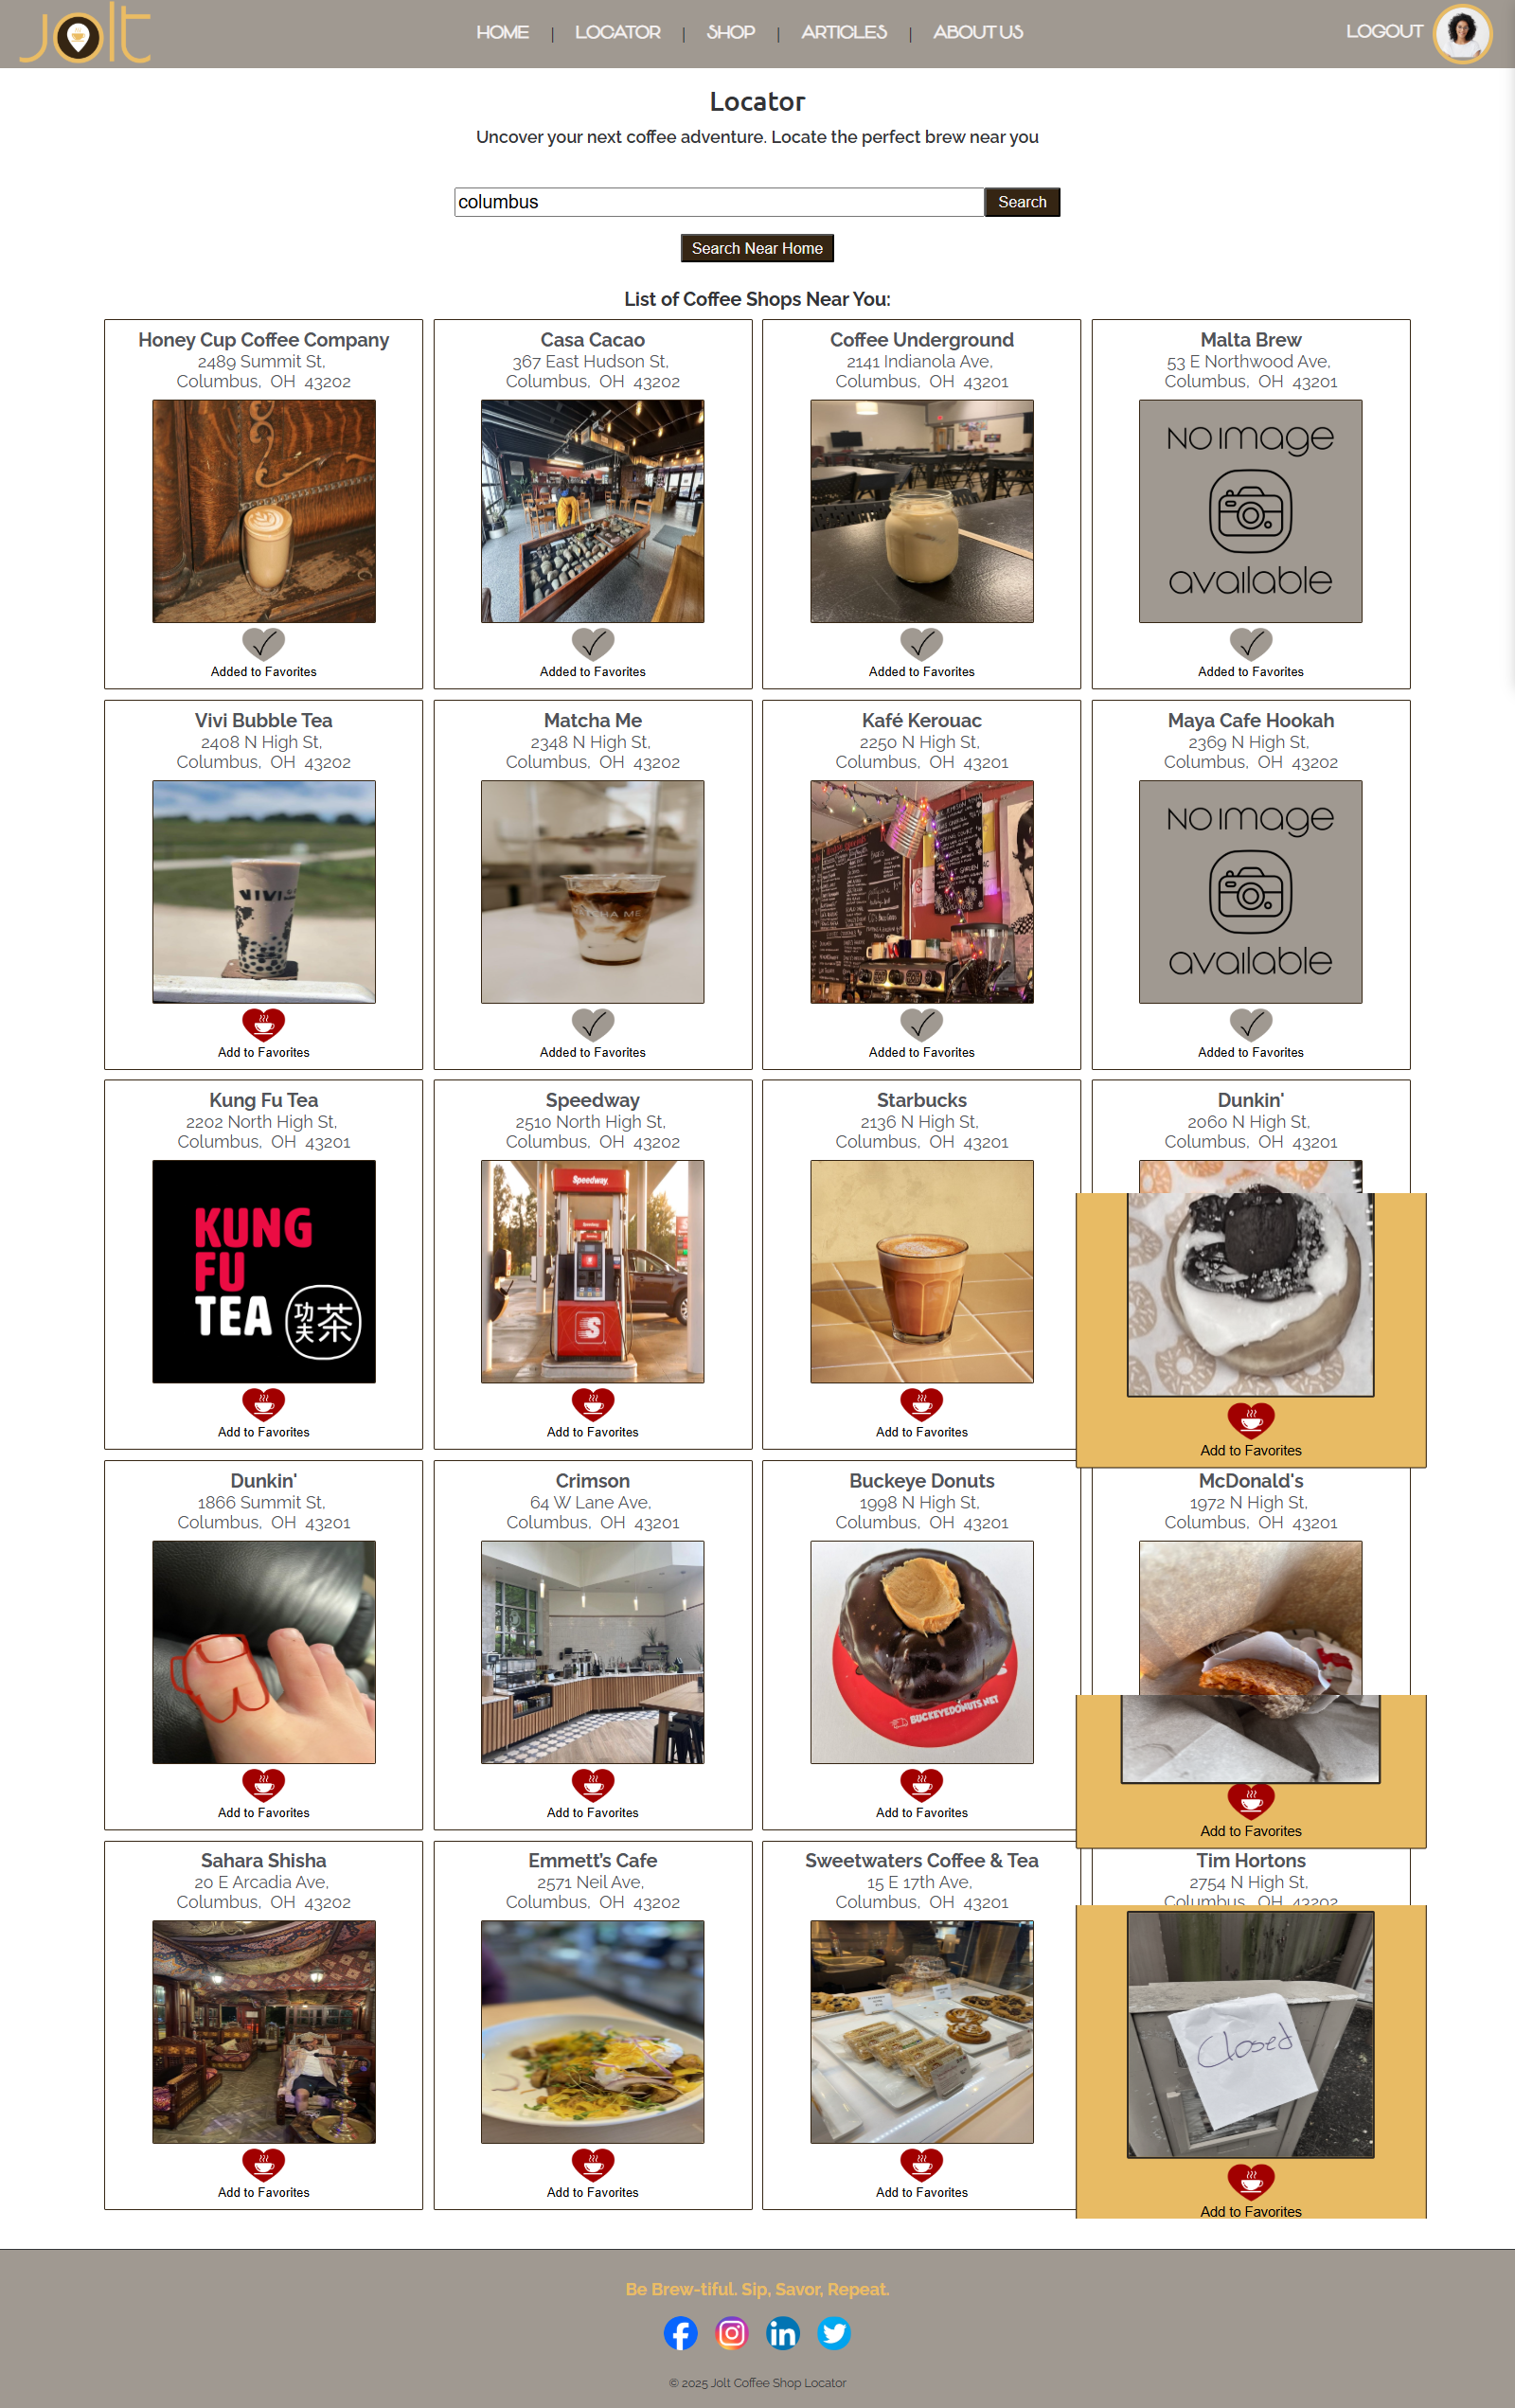 Jolt
HOME | LOCATOR | SHOP | ARTICLES | ABOUT US
LOGOUT
Locator
Uncover your next coffee adventure. Locate the perfect brew near you
columbus
Search
Search Near Home
List of Coffee Shops Near You:
Honey Cup Coffee Company
2489 Summit St,
Columbus, OH 43202
Added to Favorites
Casa Cacao
367 East Hudson St,
Columbus, OH 43202
Added to Favorites
Coffee Underground
2141 Indianola Ave,
Columbus, OH 43201
Added to Favorites
Malta Brew
53 E Northwood Ave,
Columbus, OH 43201
No image
available
Added to Favorites
Vivi Bubble Tea
2408 N High St,
Columbus, OH 43202
VIVI
Add to Favorites
Matcha Me
2348 N High St,
Columbus, OH 43202
Added to Favorites
Kafé Kerouac
2250 N High St,
Columbus, OH 43201
Added to Favorites
Maya Cafe Hookah
2369 N High St,
Columbus, OH 43202
No image
available
Added to Favorites
Kung Fu Tea
2202 North High St,
Columbus, OH 43201
KUNG
FU
TEA
功夫茶
Add to Favorites
Speedway
2510 North High St,
Columbus, OH 43202
Speedway
S
Add to Favorites
Starbucks
2136 N High St,
Columbus, OH 43201
Add to Favorites
Dunkin'
2060 N High St,
Columbus, OH 43201
Add to Favorites
Dunkin'
1866 Summit St,
Columbus, OH 43201
Add to Favorites
Crimson
64 W Lane Ave,
Columbus, OH 43201
Add to Favorites
Buckeye Donuts
1998 N High St,
Columbus, OH 43201
BUCKEYEDONUTS.NET
Add to Favorites
McDonald's
1972 N High St,
Columbus, OH 43201
Add to Favorites
Sahara Shisha
20 E Arcadia Ave,
Columbus, OH 43202
Add to Favorites
Emmett's Cafe
2571 Neil Ave,
Columbus, OH 43202
Add to Favorites
Sweetwaters Coffee & Tea
15 E 17th Ave,
Columbus, OH 43201
Add to Favorites
Tim Hortons
2754 N High St,
Columbus, OH 43202
Closed
Add to Favorites
Be Brew-tiful. Sip, Savor, Repeat.
© 2025 Jolt Coffee Shop Locator